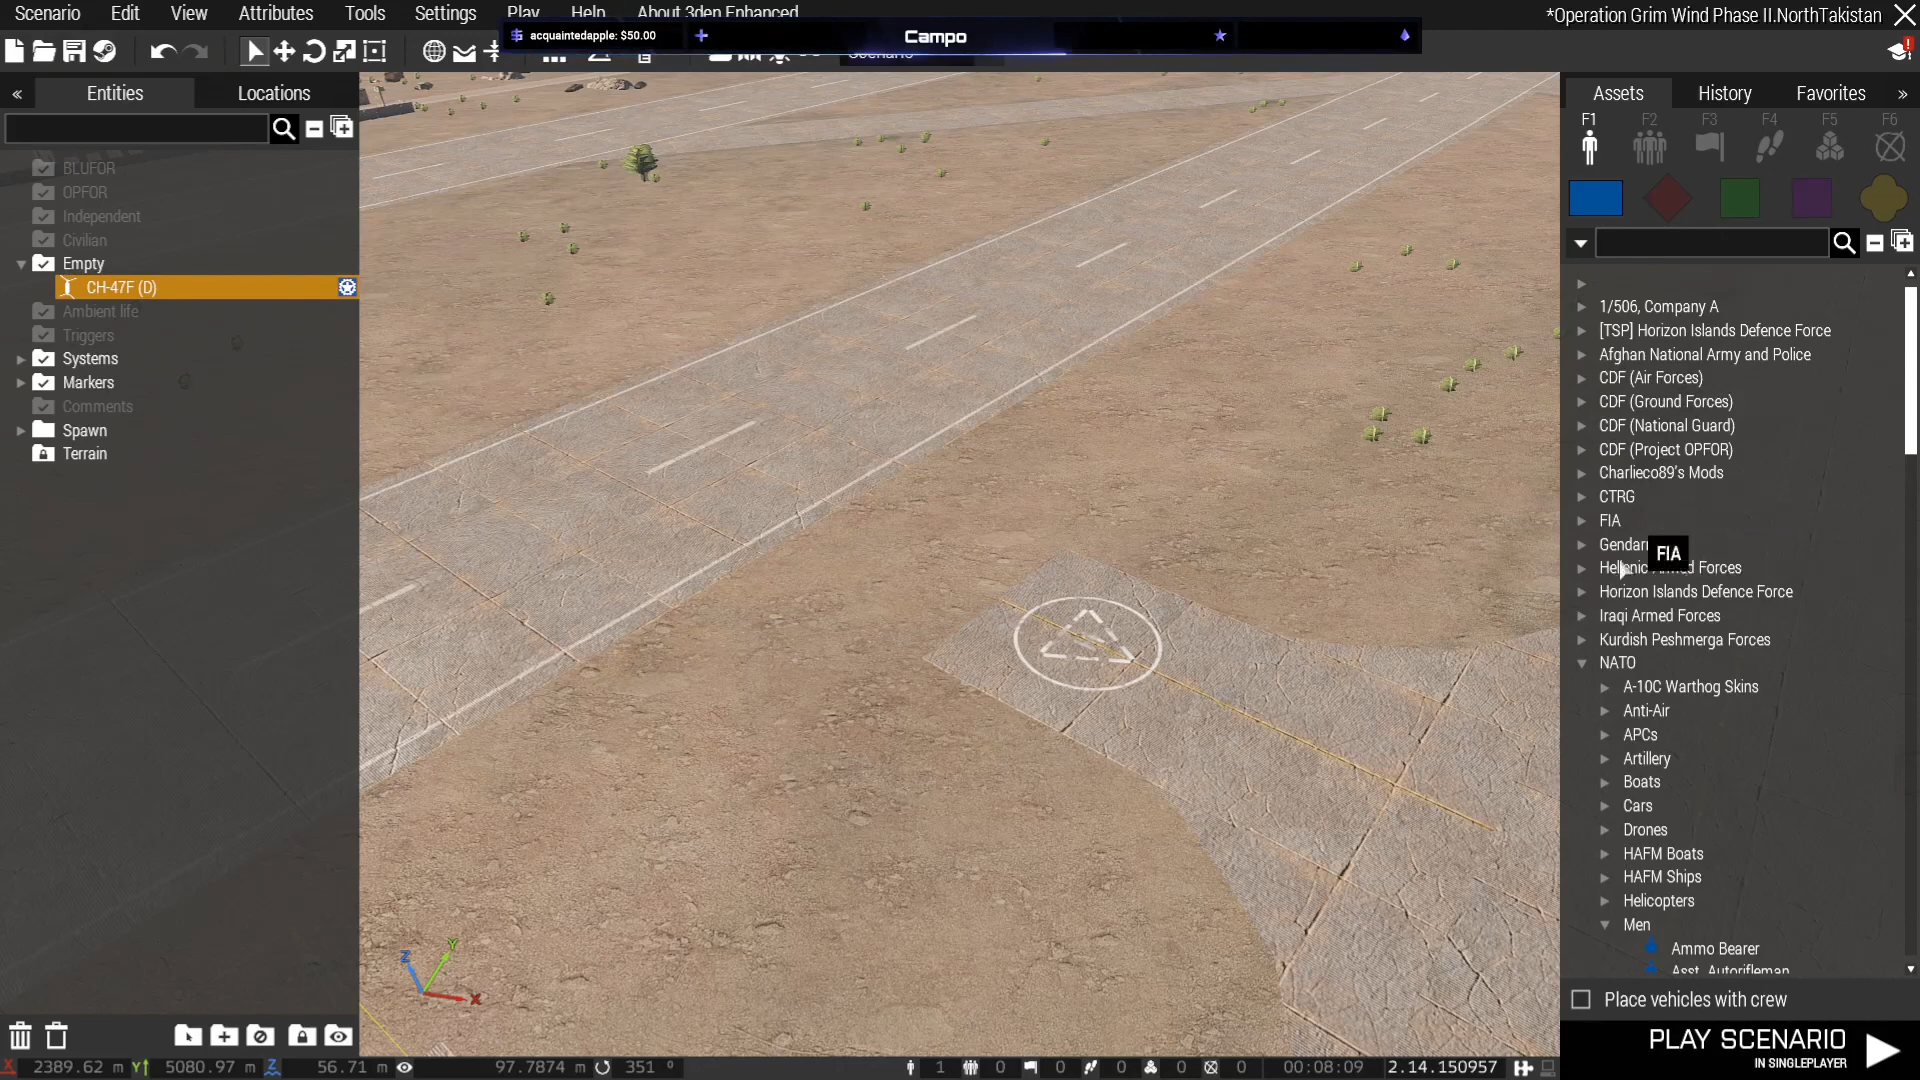 Scenario Edit View Attributes Tools Settings Play Help About 3den Enhanced *Operation Grim Wind Phase II.NorthTakistan
acquaintedapple: $50.00 Campo
Scenario
Entities Locations
BLUFOR
OPFOR
Independent
Civilian
Empty
CH-47F (D)
Ambient life
Triggers
Systems
Markers
Comments
Spawn
Terrain
Assets History Favorites
F1 F2 F3 F4 F5 F6
1/506, Company A
[TSP] Horizon Islands Defence Force
Afghan National Army and Police
CDF (Air Forces)
CDF (Ground Forces)
CDF (National Guard)
CDF (Project OPFOR)
Charlieco89's Mods
CTRG
FIA
FIA
Armed Forces
Horizon Islands Defence Force
Iraqi Armed Forces
Kurdish Peshmerga Forces
NATO
A-10C Warthog Skins
Anti-Air
APCs
Artillery
Boats
Cars
Drones
HAFM Boats
HAFM Ships
Helicopters
Men
Ammo Bearer
Asst. Autorifleman
Place vehicles with crew
PLAY SCENARIO
IN SINGLEPLAYER
Z Y X
X 2389.62 m Y 5080.97 m Z 56.71 m 97.7874 m 351 ° 1 0 0 0 0 0 00:08:09 2.14.150957